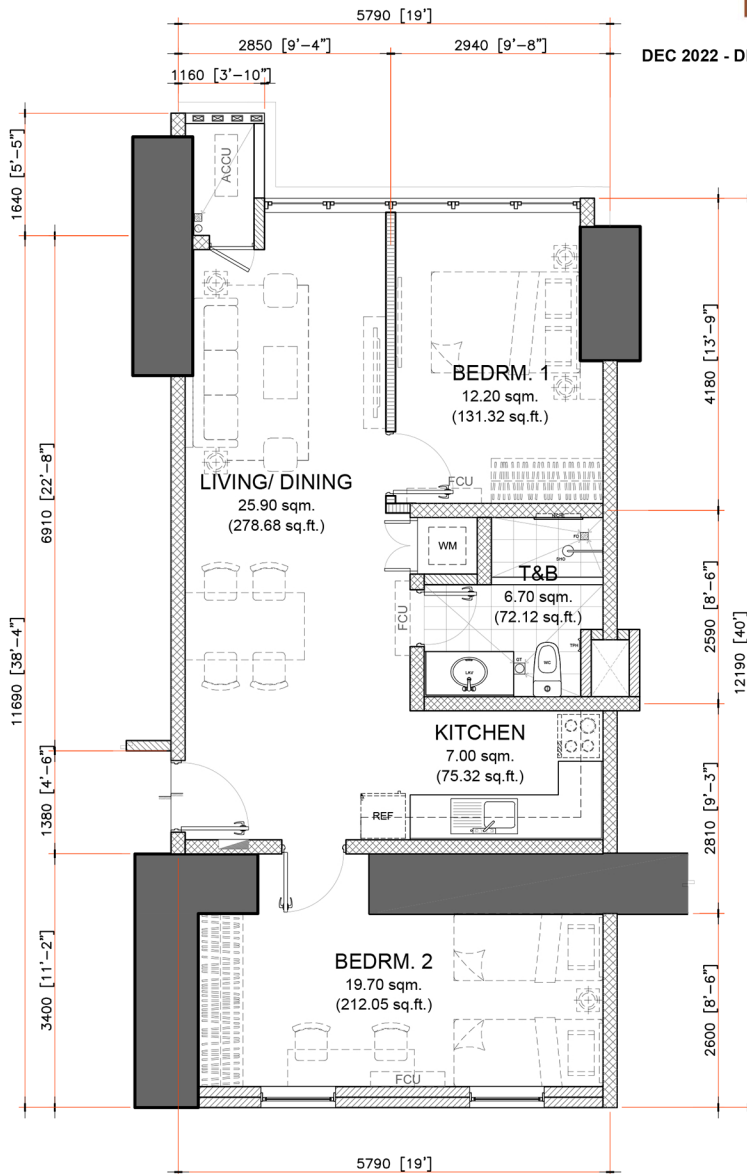 5790 [19']
2850 [9'-4"]
2940 [9'-8"]
DEC 2022 - D
1160 [3'-10"]
ACCU
1640 [5'-5"]
4180 [13'-9"]
BEDRM. 1
12.20 sqm.
(131.32 sq.ft.)
LIVING/ DINING
25.90 sqm.
(278.68 sq.ft.)
FCU
6910 [22'-8"]
WM
T&B
6.70 sqm.
(72.12 sq.ft.)
FCU
LAV
WC
2590 [8'-6"]
11690 [38'-4"]
12190 [40']
KITCHEN
7.00 sqm.
(75.32 sq.ft.)
REF
1380 [4'-6"]
2810 [9'-3"]
BEDRM. 2
19.70 sqm.
(212.05 sq.ft.)
FCU
3400 [11'-2"]
2600 [8'-6"]
5790 [19']